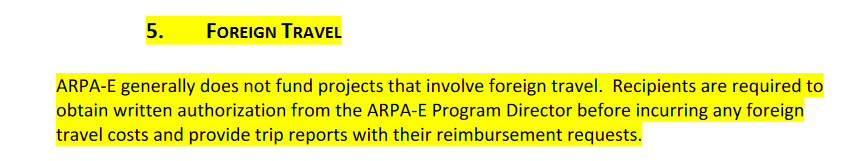 5. FOREIGN TRAVEL
ARPA-E generally does not fund projects that involve foreign travel. Recipients are required to
obtain written authorization from the ARPA-E Program Director before incurring any foreign
travel costs and provide trip reports with their reimbursement requests.